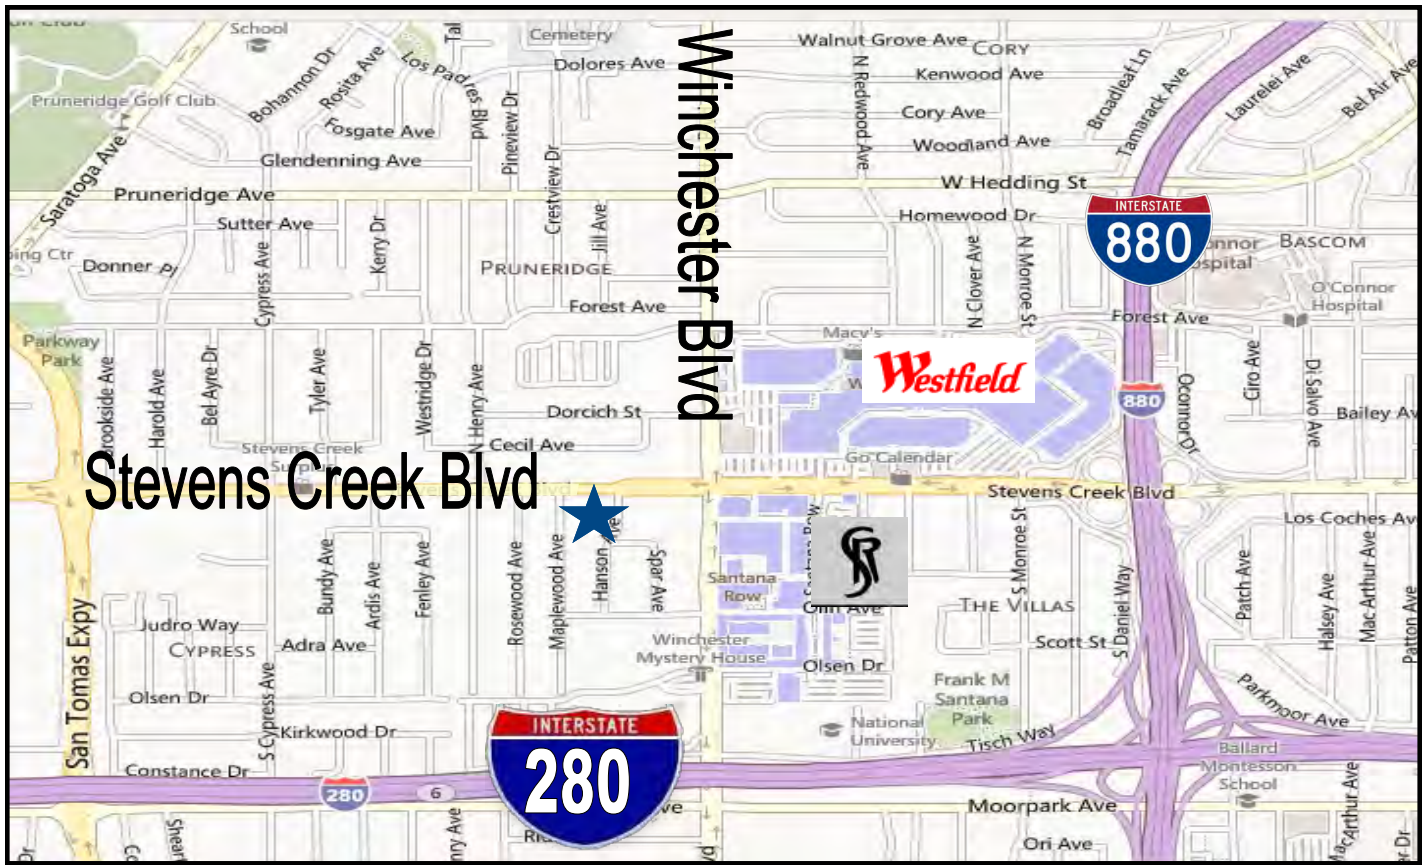 School
Cemetery
Tal
Walnut Grove Ave
CORY
Dolores Ave
Los Padres Blvd
Bohannon Dr
Rosita Ave
Kenwood Ave
Broadleaf Ln
Tamarack Ave
Laurelei Ave
Bel Air Ave
Pruneridge Golf Club
N Redwood Ave
Cory Ave
Fosgate Ave
Pineview Dr
Winchester Blvd
Woodland Ave
Glendenning Ave
Saratoga Ave
Pruneridge Ave
W Hedding St
Crestview Dr
Sutter Ave
Jill Ave
Homewood Dr
INTERSTATE
880
Kerry Dr
Cypress Ave
Donner Pl
PRUNERIDGE
N Clover Ave
N Monroe St
BASCOM
O'Connor
Hospital
Forest Ave
Forest Ave
Parkway
Park
Macy's
Westfield
Brookside Ave
Harold Ave
Bel Ayre Dr
Tyler Ave
Westridge Dr
N Henry Ave
Ciro Ave
Di Salvo Ave
Oconnor Dr
880
Dorcich St
Bailey Av
Cecil Ave
Stevens Creek
Go Calendar
Stevens Creek Blvd
Stevens Creek Blvd
Los Coches Av
Bundy Ave
Ardis Ave
Fenley Ave
Rosewood Ave
Maplewood Ave
Hanson Ave
Spar Ave
Santana
Row
S Monroe St
S Daniel Way
Patch Ave
Halsey Ave
Mac Arthur Ave
Patton Ave
THE VILLAS
San Tomas Expy
Judro Way
CYPRESS
Adra Ave
Winchester
Mystery House
Scott St
Olsen Dr
Olsen Dr
S Cypress Ave
Frank M
Santana
Park
Parkmoor Ave
Kirkwood Dr
INTERSTATE
280
National
University
Tisch Way
Ballard
Montesson
School
Constance Dr
280
6
Moorpark Ave
Ori Ave